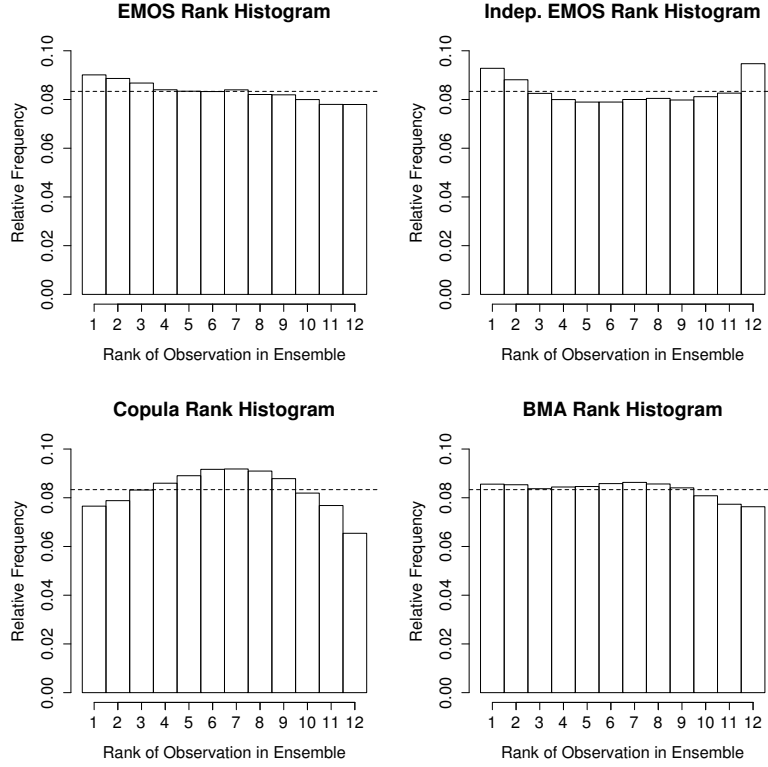 EMOS Rank Histogram
Relative Frequency
0.00 0.02 0.04 0.06 0.08 0.10
1 2 3 4 5 6 7 8 9 10 11 12
Rank of Observation in Ensemble
Indep. EMOS Rank Histogram
Relative Frequency
0.00 0.02 0.04 0.06 0.08 0.10
1 2 3 4 5 6 7 8 9 10 11 12
Rank of Observation in Ensemble
Copula Rank Histogram
Relative Frequency
0.00 0.02 0.04 0.06 0.08 0.10
1 2 3 4 5 6 7 8 9 10 11 12
Rank of Observation in Ensemble
BMA Rank Histogram
Relative Frequency
0.00 0.02 0.04 0.06 0.08 0.10
1 2 3 4 5 6 7 8 9 10 11 12
Rank of Observation in Ensemble